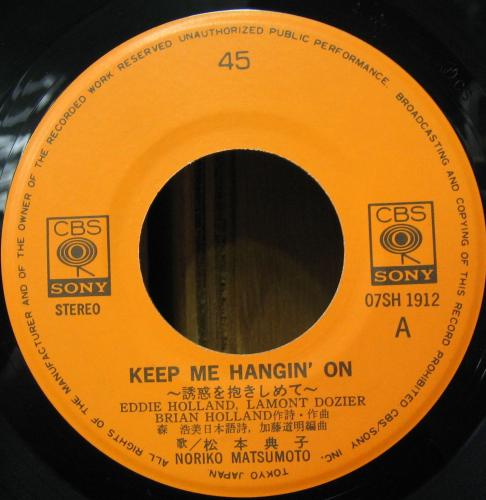 ALL RIGHTS OF THE MANUFACTURER AND OF THE OWNER OF THE RECORDED WORK RESERVED UNAUTHORIZED PUBLIC PERFORMANCE, BROADCASTING AND COPYING OF THIS RECORD PROHIBITED CBS/SONY INC. TOKYO JAPAN
45
CBS
SONY
STEREO
CBS
SONY
07SH 1912
A
KEEP ME HANGIN' ON
～誘惑を抱きしめて～
EDDIE HOLLAND, LAMONT DOZIER
BRIAN HOLLAND作詩・作曲
森 浩美日本語詩, 加藤道明編曲
歌／松本典子
NORIKO MATSUMOTO